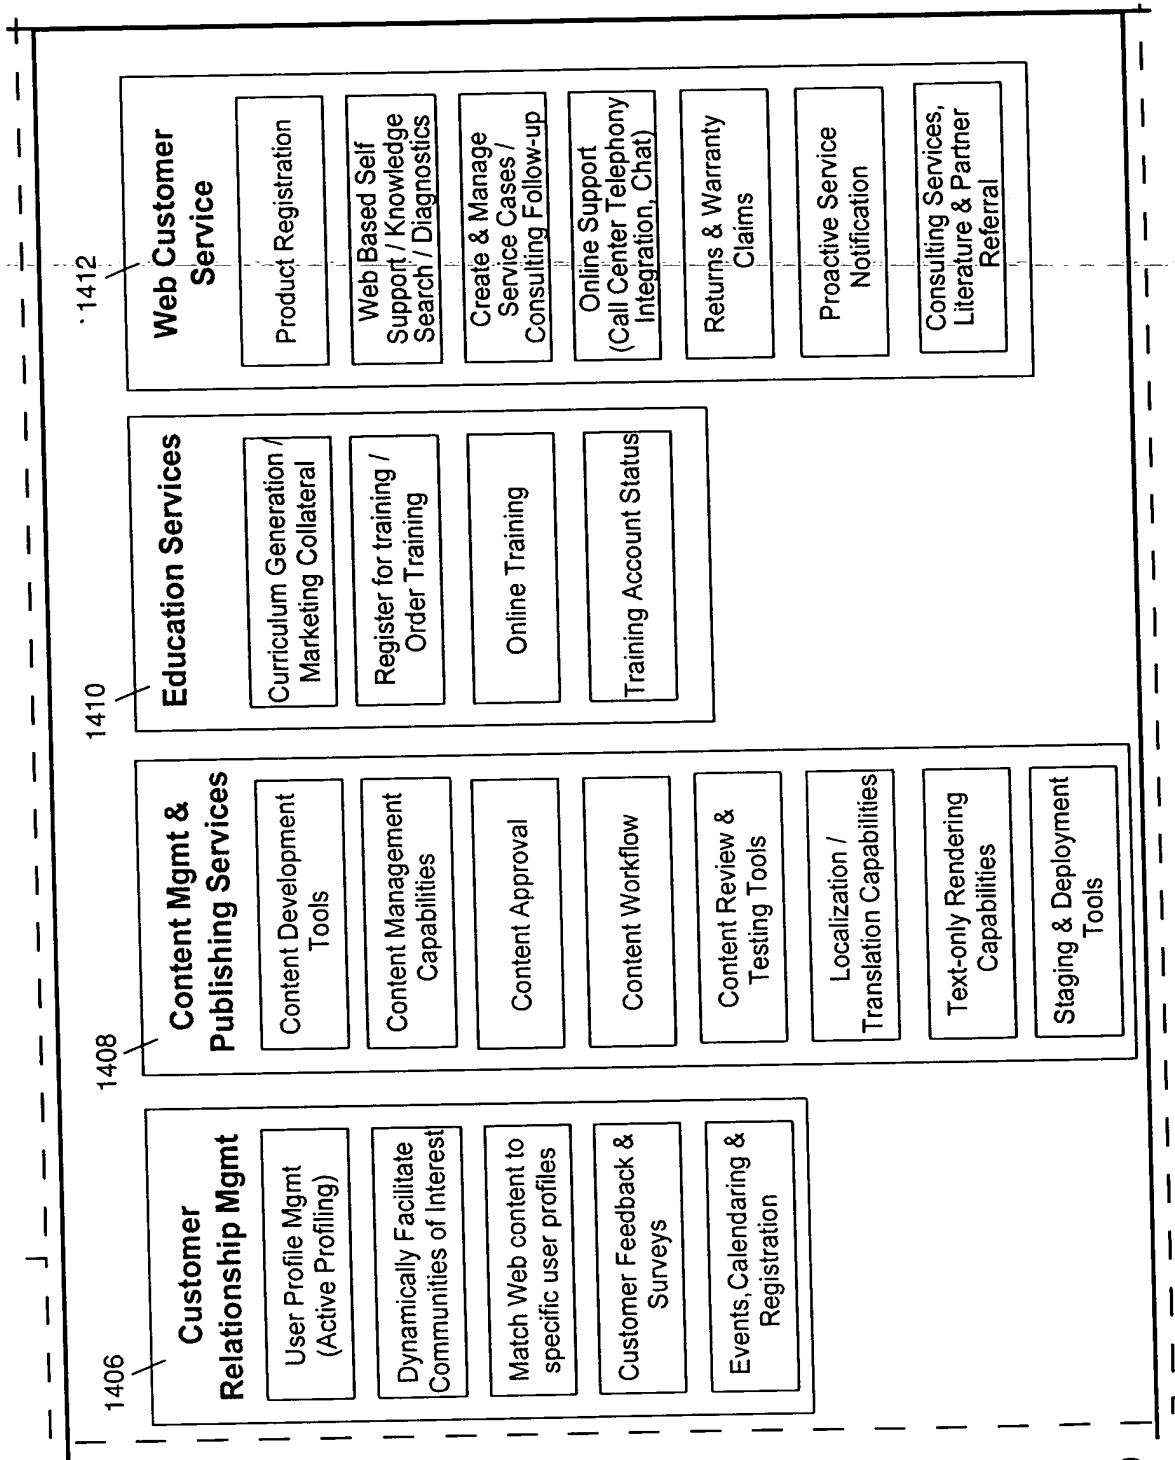 1406
Customer
Relationship Mgmt
User Profile Mgmt
(Active Profiling)
Dynamically Facilitate
Communities of Interest
Match Web content to
specific user profiles
Customer Feedback &
Surveys
Events, Calendaring &
Registration
1408
Content Mgmt &
Publishing Services
Content Development
Tools
Content Management
Capabilities
Content Approval
Content Workflow
Content Review &
Testing Tools
Localization /
Translation Capabilities
Text-only Rendering
Capabilities
Staging & Deployment
Tools
1410
Education Services
Curriculum Generation /
Marketing Collateral
Register for training /
Order Training
Online Training
Training Account Status
1412
Web Customer
Service
Product Registration
Web Based Self
Support / Knowledge
Search / Diagnostics
Create & Manage
Service Cases /
Consulting Follow-up
Online Support
(Call Center Telephony
Integration, Chat)
Returns & Warranty
Claims
Proactive Service
Notification
Consulting Services,
Literature & Partner
Referral